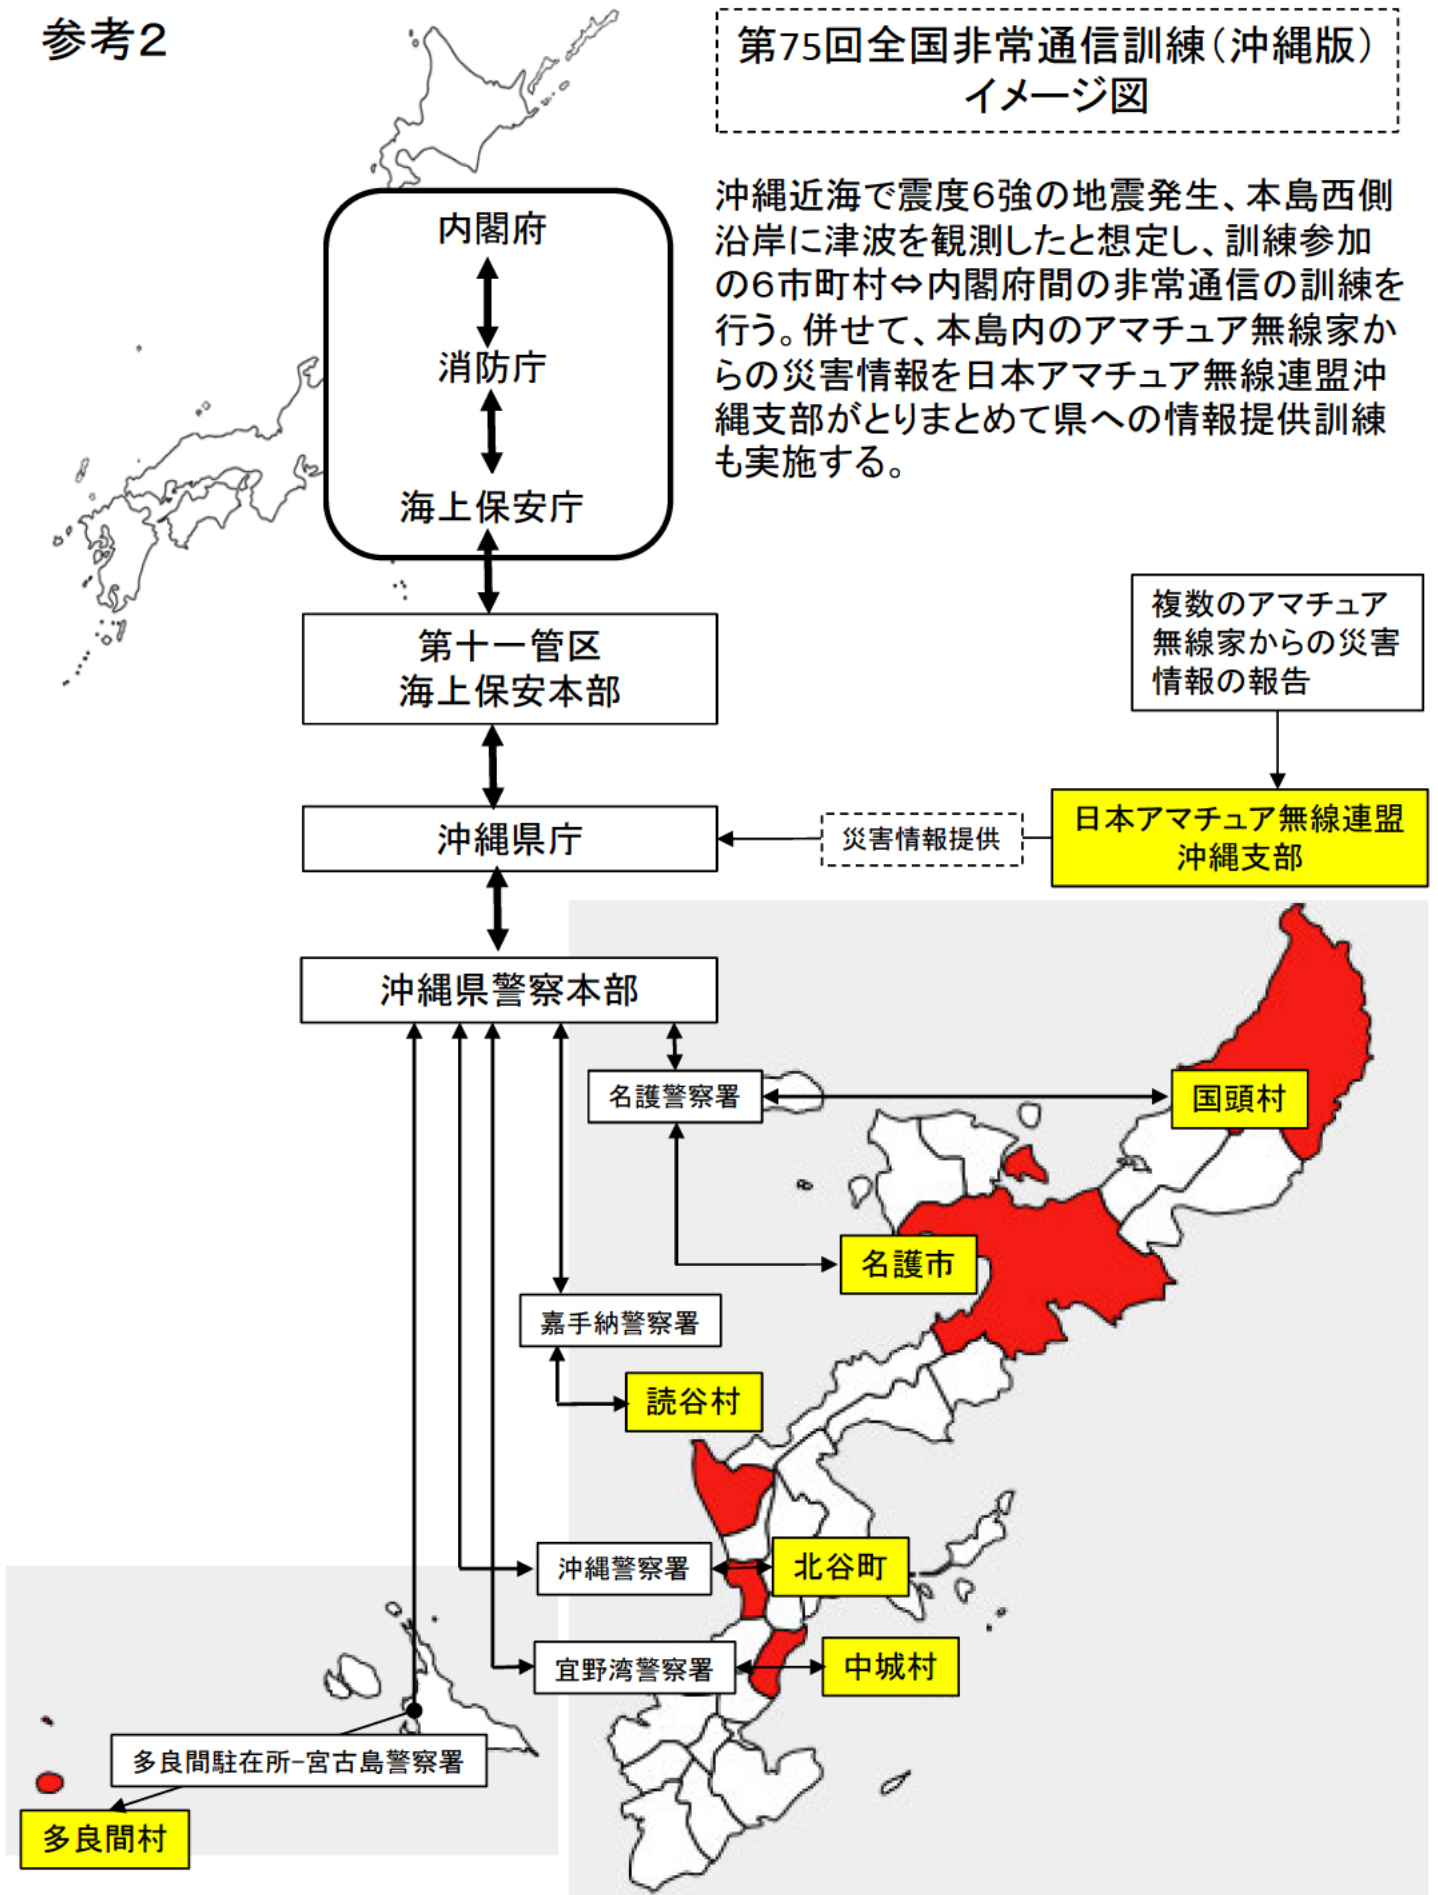 参考２
第75回全国非常通信訓練（沖縄版）
イメージ図
沖縄近海で震度６強の地震発生、本島西側
沿岸に津波を観測したと想定し、訓練参加
の６市町村⇔内閣府間の非常通信の訓練を
行う。併せて、本島内のアマチュア無線家か
らの災害情報を日本アマチュア無線連盟沖
縄支部がとりまとめて県への情報提供訓練
も実施する。
内閣府
消防庁
海上保安庁
第十一管区
海上保安本部
複数のアマチュア
無線家からの災害
情報の報告
沖縄県庁
災害情報提供
日本アマチュア無線連盟
沖縄支部
沖縄県警察本部
名護警察署
国頭村
名護市
嘉手納警察署
読谷村
沖縄警察署
北谷町
宜野湾警察署
中城村
多良間駐在所−宮古島警察署
多良間村